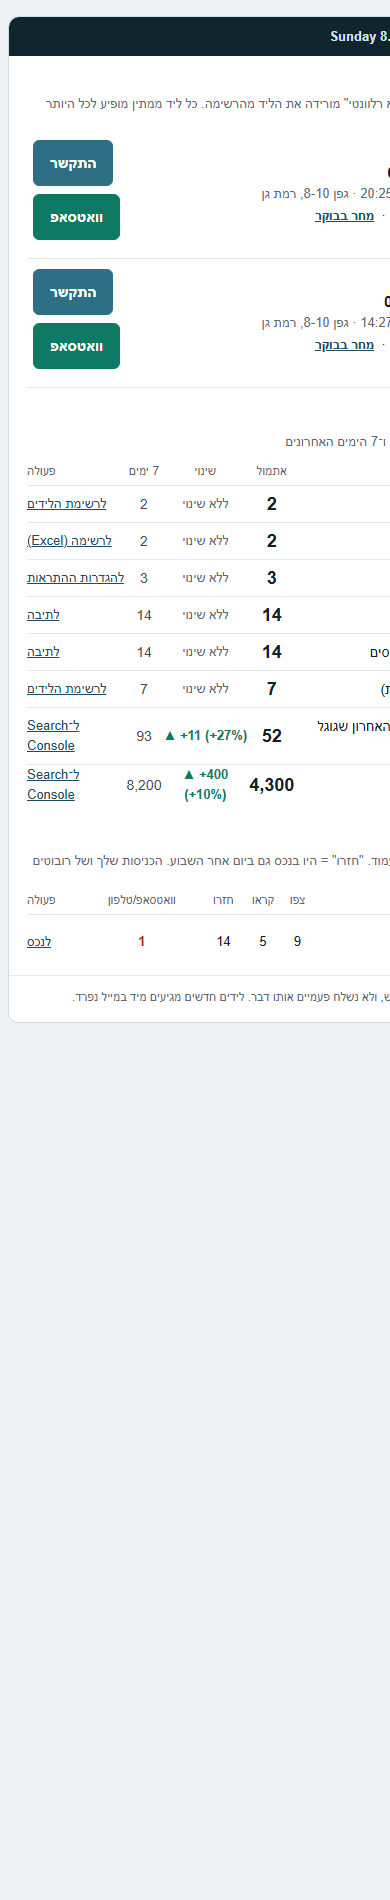 Sunday 8.
רלוונטי" מורידה את הליד מהרשימה. כל ליד ממתין מופיע לכל היותר
התקשר
וואטסאפ
20:25 · גפן 8-10, רמת גן
· מחר בבוקר
התקשר
וואטסאפ
14:27 · גפן 8-10, רמת גן
· מחר בבוקר
ו־7 הימים האחרונים
אתמול שינוי 7 ימים פעולה
2 ללא שינוי 2 לרשימת הלידים
2 ללא שינוי 2 לרשימה (Excel)
3 ללא שינוי 3 להגדרות ההתראות
14 ללא שינוי 14 לתיבה
14 ללא שינוי 14 לתיבה
7 ללא שינוי 7 לרשימת הלידים
האחרון שגוגל 52 ▲ +11 (+27%) 93 ל־Search Console
4,300 ▲ +400 (+10%) 8,200 ל־Search Console
"חזרו" = היו בנכס גם ביום אחר השבוע. הכניסות שלך ושל רובוטים
צפו קראו חזרו וואטסאפ/טלפון פעולה
9 5 14 1 לנכס
ולא נשלח פעמיים אותו דבר. לידים חדשים מגיעים מיד במייל נפרד.